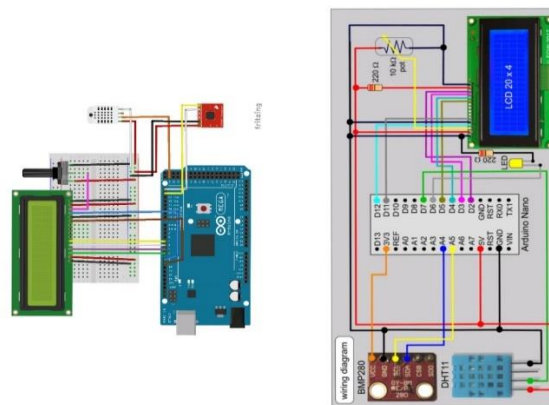 fritzing
MEGA
10 kΩ
pot
220 Ω
LCD 20 x 4
220 Ω
LED
D12
D11
D10
D9
D8
D7
D6
D5
D4
D3
D2
GND
RST
RX0
TX1
Arduino Nano
D13
3V3
REF
A0
A1
A2
A3
A4
A5
A6
A7
5V
RST
GND
VIN
wiring diagram
BMP280
VCC
GND
SCL
SDA
CSB
SDO
DHT11